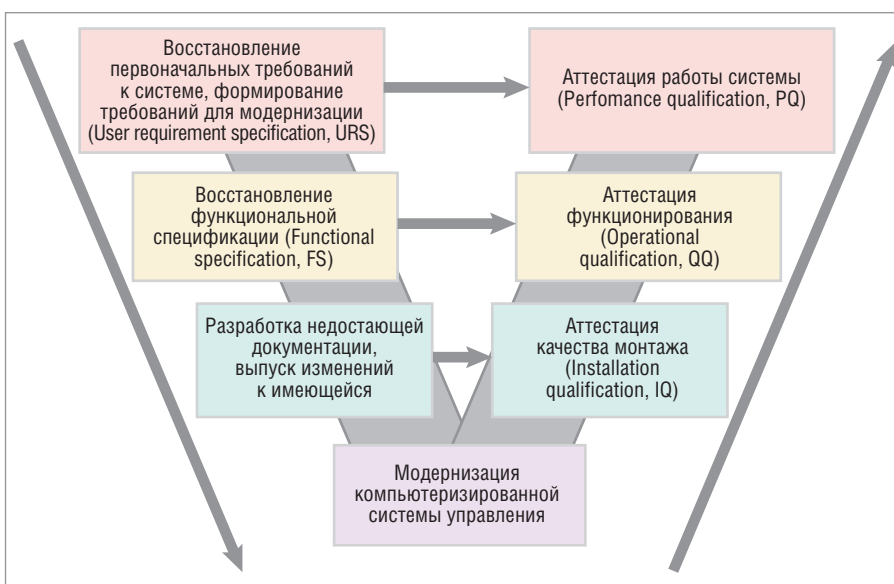 Восстановление
первоначальных требований
к системе, формирование
требований для модернизации
(User requirement specification, URS)
Аттестация работы системы
(Perfomance qualification, PQ)
Восстановление
функциональной
спецификации (Functional
specification, FS)
Аттестация
функционирования
(Operational
qualification, QQ)
Разработка недостающей
документации,
выпуск изменений
к имеющейся
Аттестация
качества монтажа
(Installation
qualification, IQ)
Модернизация
компьютеризированной
системы управления